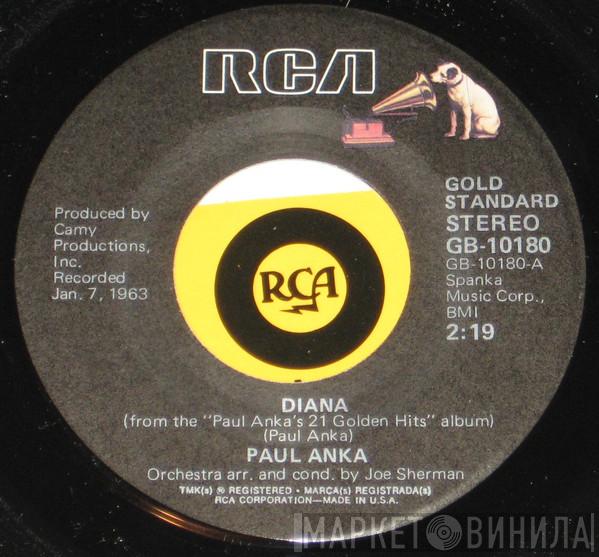 RCA
Produced by
Camy
Productions,
Inc.
Recorded
Jan. 7, 1963
GOLD
STANDARD
STEREO
GB-10180
GB-10180-A
Spanka
Music Corp.,
BMI
2:19
RCA
DIANA
(from the "Paul Anka's 21 Golden Hits" album)
(Paul Anka)
PAUL ANKA
Orchestra arr. and cond. by Joe Sherman
TMK(s) ® REGISTERED • MARCA(s) REGISTRADA(s)
RCA CORPORATION—MADE IN U.S.A.
МАРКЕТ ВИНИЛА